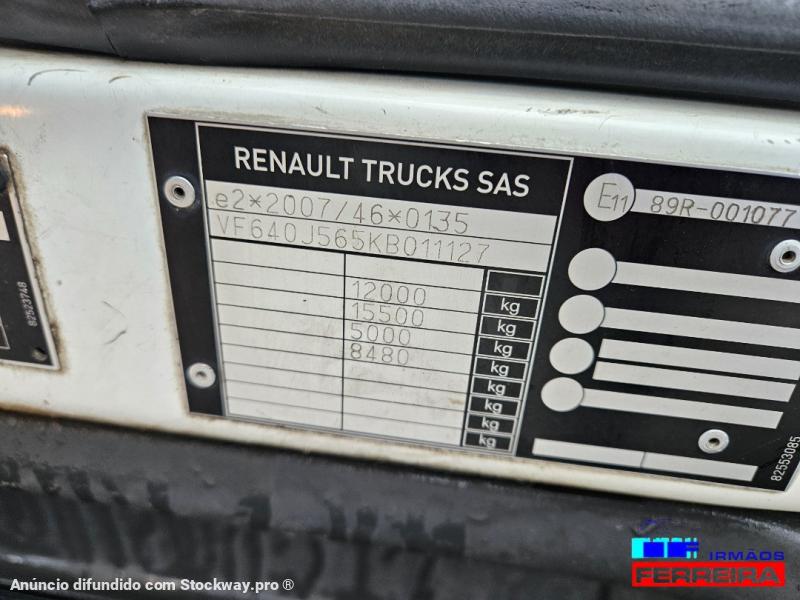 RENAULT TRUCKS SAS
e2*2007/46*0135
VF640J565KB011127
12000 kg
15500 kg
5000 kg
8480 kg
kg
kg
kg
E11 89R-001077
82553085
82523748
IRMÃOS
FERREIRA
Anúncio difundido com Stockway.pro ®